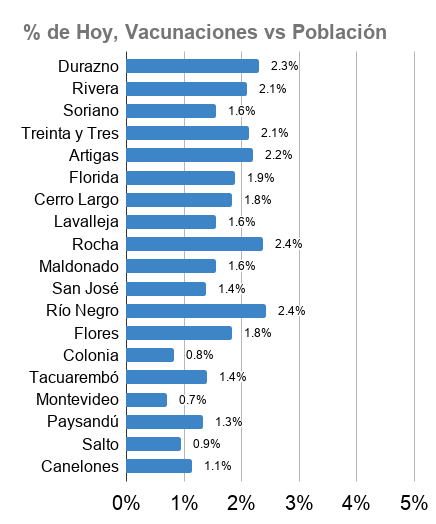 % de Hoy, Vacunaciones vs Población
Durazno 2.3%
Rivera 2.1%
Soriano 1.6%
Treinta y Tres 2.1%
Artigas 2.2%
Florida 1.9%
Cerro Largo 1.8%
Lavalleja 1.6%
Rocha 2.4%
Maldonado 1.6%
San José 1.4%
Río Negro 2.4%
Flores 1.8%
Colonia 0.8%
Tacuarembó 1.4%
Montevideo 0.7%
Paysandú 1.3%
Salto 0.9%
Canelones 1.1%
0% 1% 2% 3% 4% 5%